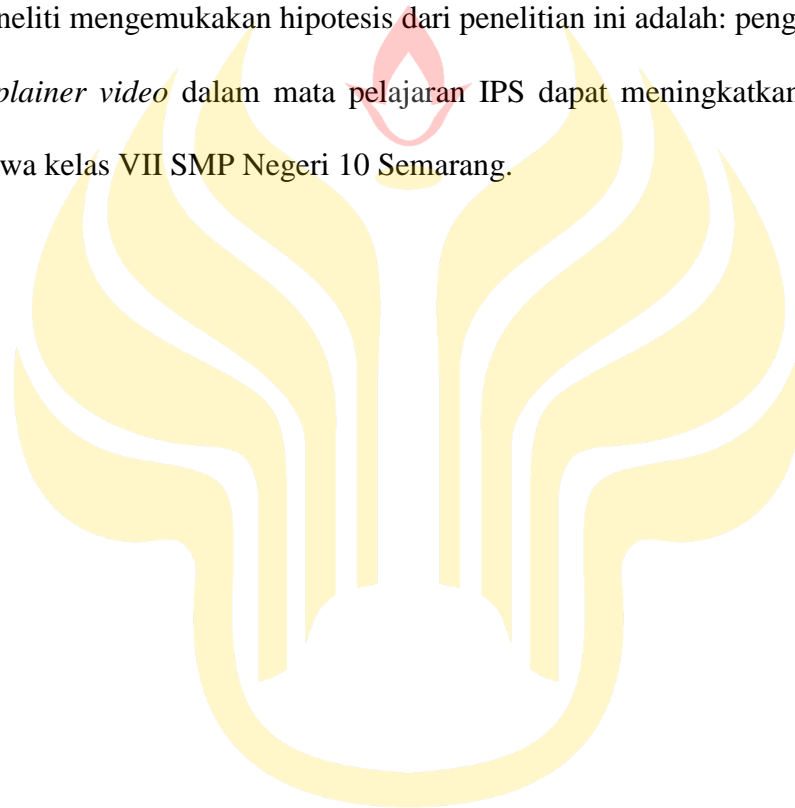 neliti mengemukakan hipotesis dari penelitian ini adalah: peng
plainer video dalam mata pelajaran IPS dapat meningkatkan
wa kelas VII SMP Negeri 10 Semarang.